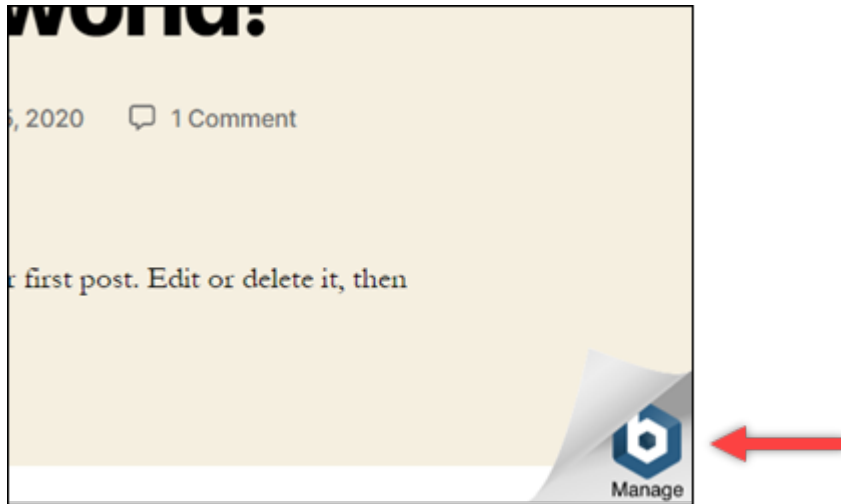 world!
, 2020 1 Comment
r first post. Edit or delete it, then
b
Manage